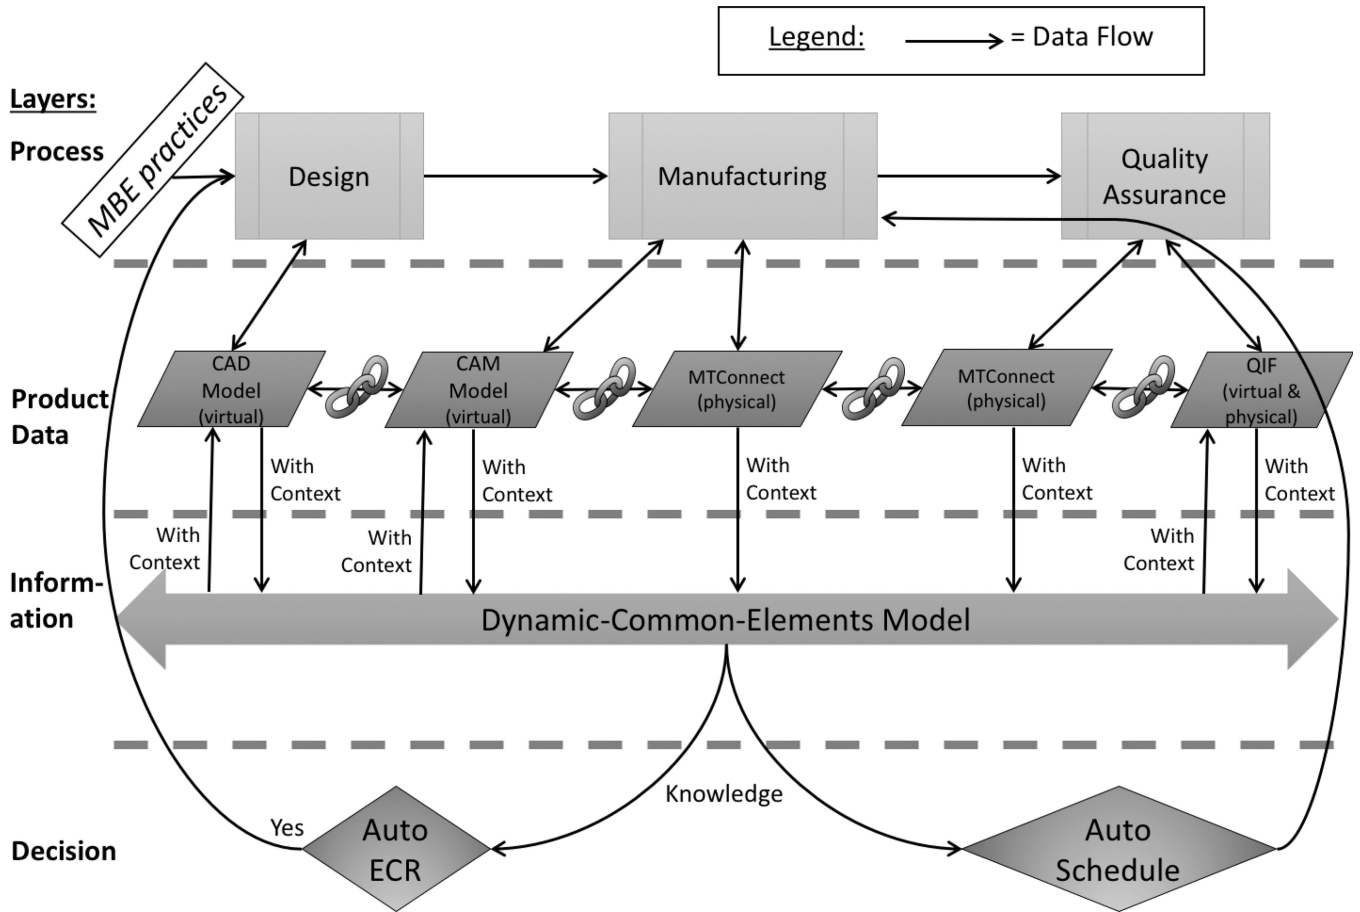 Legend:
= Data Flow
Layers:
Process
MBE practices
Design
Manufacturing
Quality
Assurance
Product
Data
CAD
Model
(virtual)
CAM
Model
(virtual)
MTConnect
(physical)
MTConnect
(physical)
QIF
(virtual &
physical)
With
Context
With
Context
With
Context
With
Context
With
Context
With
Context
With
Context
With
Context
Inform-
ation
Dynamic-Common-Elements Model
Knowledge
Decision
Yes
Auto
ECR
Auto
Schedule